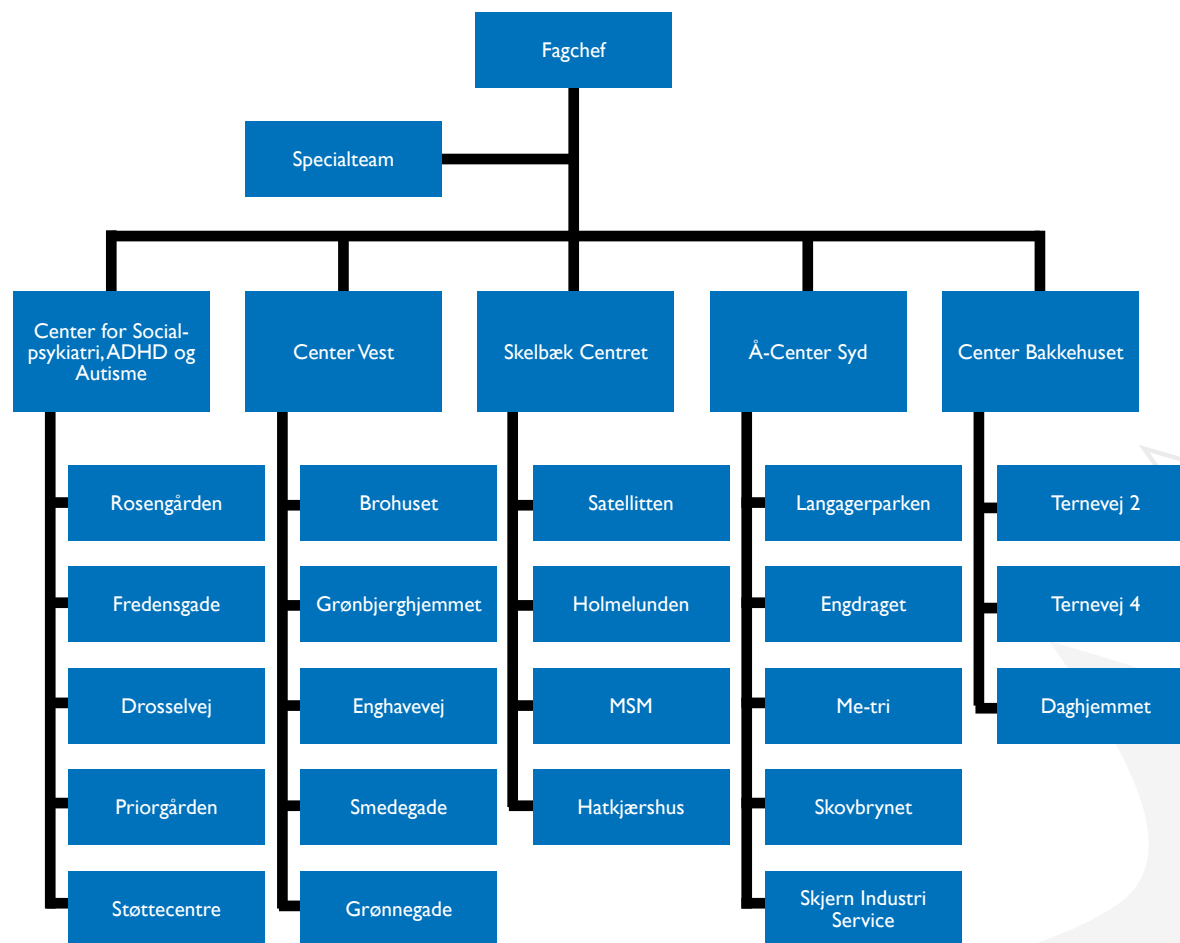 Fagchef
Specialteam
Center for Social-
psykiatri, ADHD og
Autisme
Center Vest
Skelbæk Centret
Å-Center Syd
Center Bakkehuset
Rosengården
Brohuset
Satellitten
Langagerparken
Ternevej 2
Fredensgade
Grønbjerghjemmet
Holmelunden
Engdraget
Ternevej 4
Drosselvej
Enghavevej
MSM
Me-tri
Daghjemmet
Priorgården
Smedegade
Hatkjærshus
Skovbrynet
Støttecentre
Grønnegade
Skjern Industri
Service